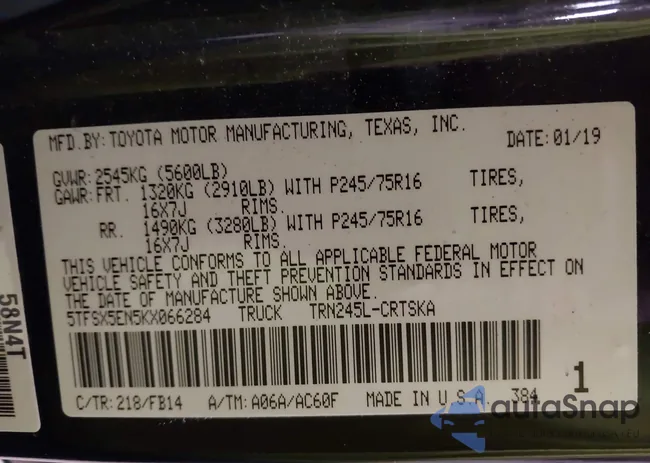 MFD.BY:TOYOTA MOTOR MANUFACTURING, TEXAS, INC.
DATE:01/19
GVWR:2545KG (5600LB)
GAWR:FRT. 1320KG (2910LB) WITH P245/75R16 TIRES,
16X7J RIMS.
RR. 1490KG (3280LB) WITH P245/75R16 TIRES,
16X7J RIMS.
THIS VEHICLE CONFORMS TO ALL APPLICABLE FEDERAL MOTOR
VEHICLE SAFETY AND THEFT PREVENTION STANDARDS IN EFFECT ON
THE DATE OF MANUFACTURE SHOWN ABOVE.
5TFSX5EN5KX066284 TRUCK TRN245L-CRTSKA
1
C/TR:218/FB14 A/TM:A06A/AC60F MADE IN U.S.A. 384
58N4T
autoSnap